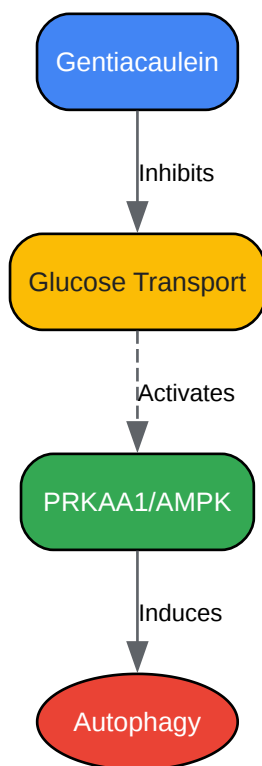 Gentiacaulein
Inhibits
Glucose Transport
Activates
PRKAA1/AMPK
Induces
Autophagy